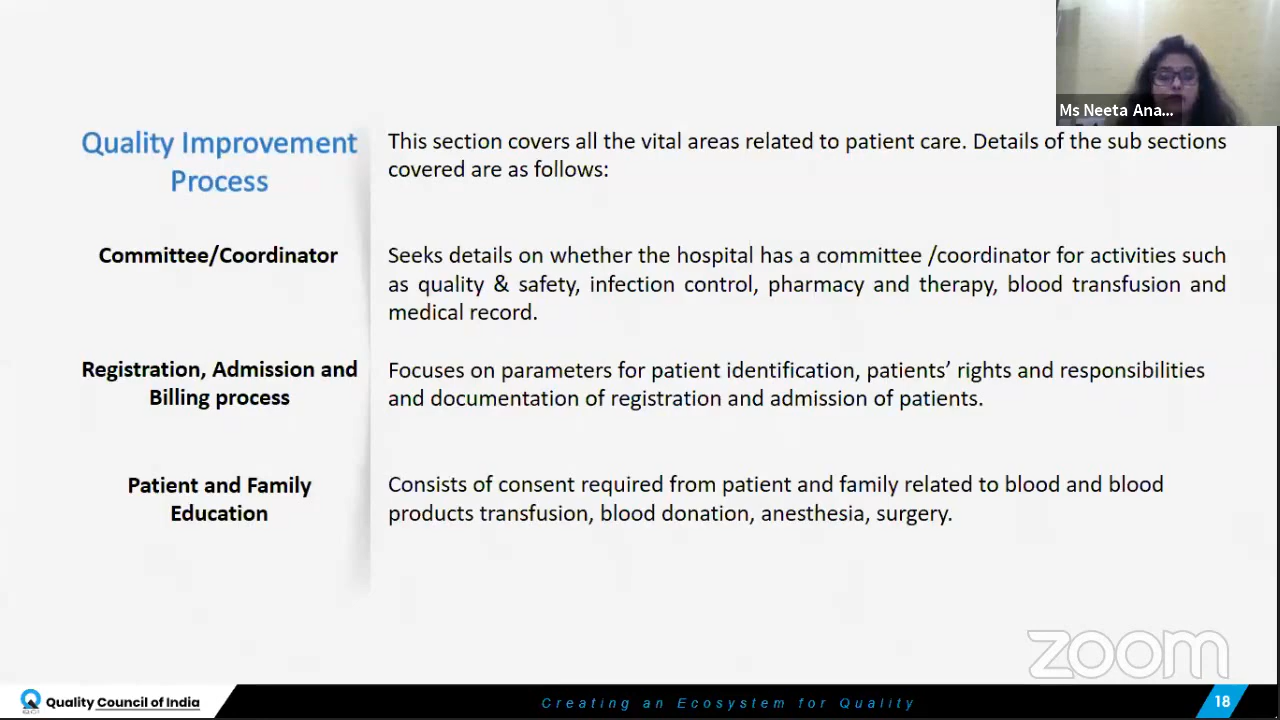 Ms Neeta Ana...
Quality Improvement
Process
This section covers all the vital areas related to patient care. Details of the sub sections
covered are as follows:
Committee/Coordinator
Seeks details on whether the hospital has a committee /coordinator for activities such
as quality & safety, infection control, pharmacy and therapy, blood transfusion and
medical record.
Registration, Admission and
Billing process
Focuses on parameters for patient identification, patients’ rights and responsibilities
and documentation of registration and admission of patients.
Patient and Family
Education
Consists of consent required from patient and family related to blood and blood
products transfusion, blood donation, anesthesia, surgery.
zoom
Quality Council of India
Creating an Ecosystem for Quality
18